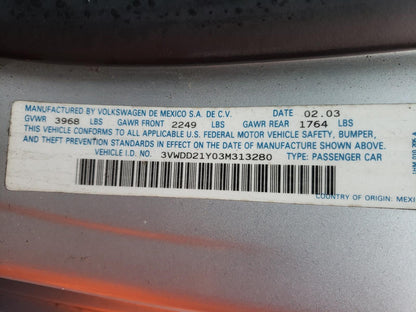 MANUFACTURED BY VOLKSWAGEN DE MEXICO S.A. DE C.V. DATE 02.03
GVWR 3968 LBS GAWR FRONT 2249 LBS GAWR REAR 1764 LBS
THIS VEHICLE CONFORMS TO ALL APPLICABLE U.S. FEDERAL MOTOR VEHICLE SAFETY, BUMPER,
AND THEFT PREVENTION STANDARDS IN EFFECT ON THE DATE OF MANUFACTURE SHOWN ABOVE.
VEHICLE I.D. NO. 3VWDD21Y03M313280 TYPE: PASSENGER CAR
COUNTRY OF ORIGIN: MEXI